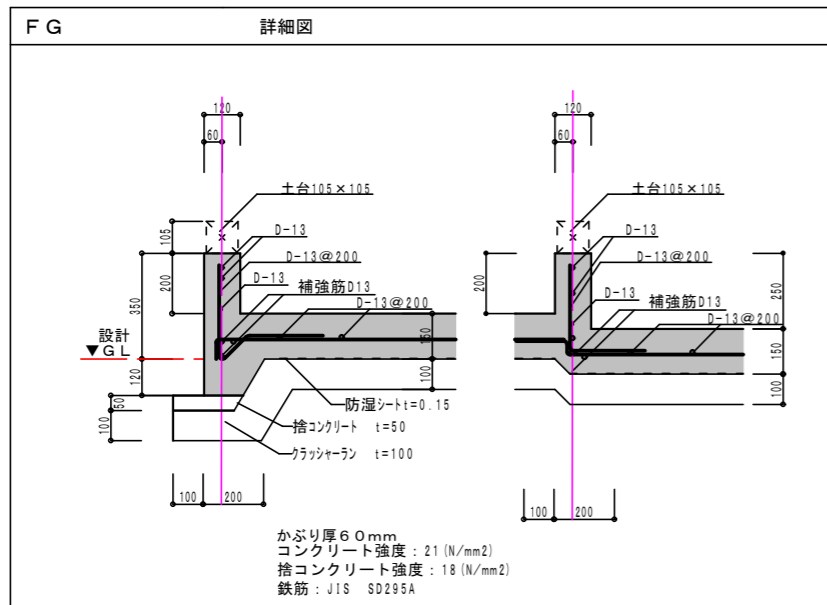 FG 詳細図
120
60
土台105×105
105
D-13
D-13@200
200
350
D-13
補強筋D13
D-13@200
設計
▼GL
150
120
100
50
防湿シートt=0.15
100
捨コンクリート t=50
クラッシャーラン t=100
100 200
120
60
土台105×105
D-13
D-13@200
200
250
D-13
補強筋D13
D-13@200
150
100
100 200
かぶり厚60mm
コンクリート強度：21(N/mm2)
捨コンクリート強度：18(N/mm2)
鉄筋：JIS SD295A